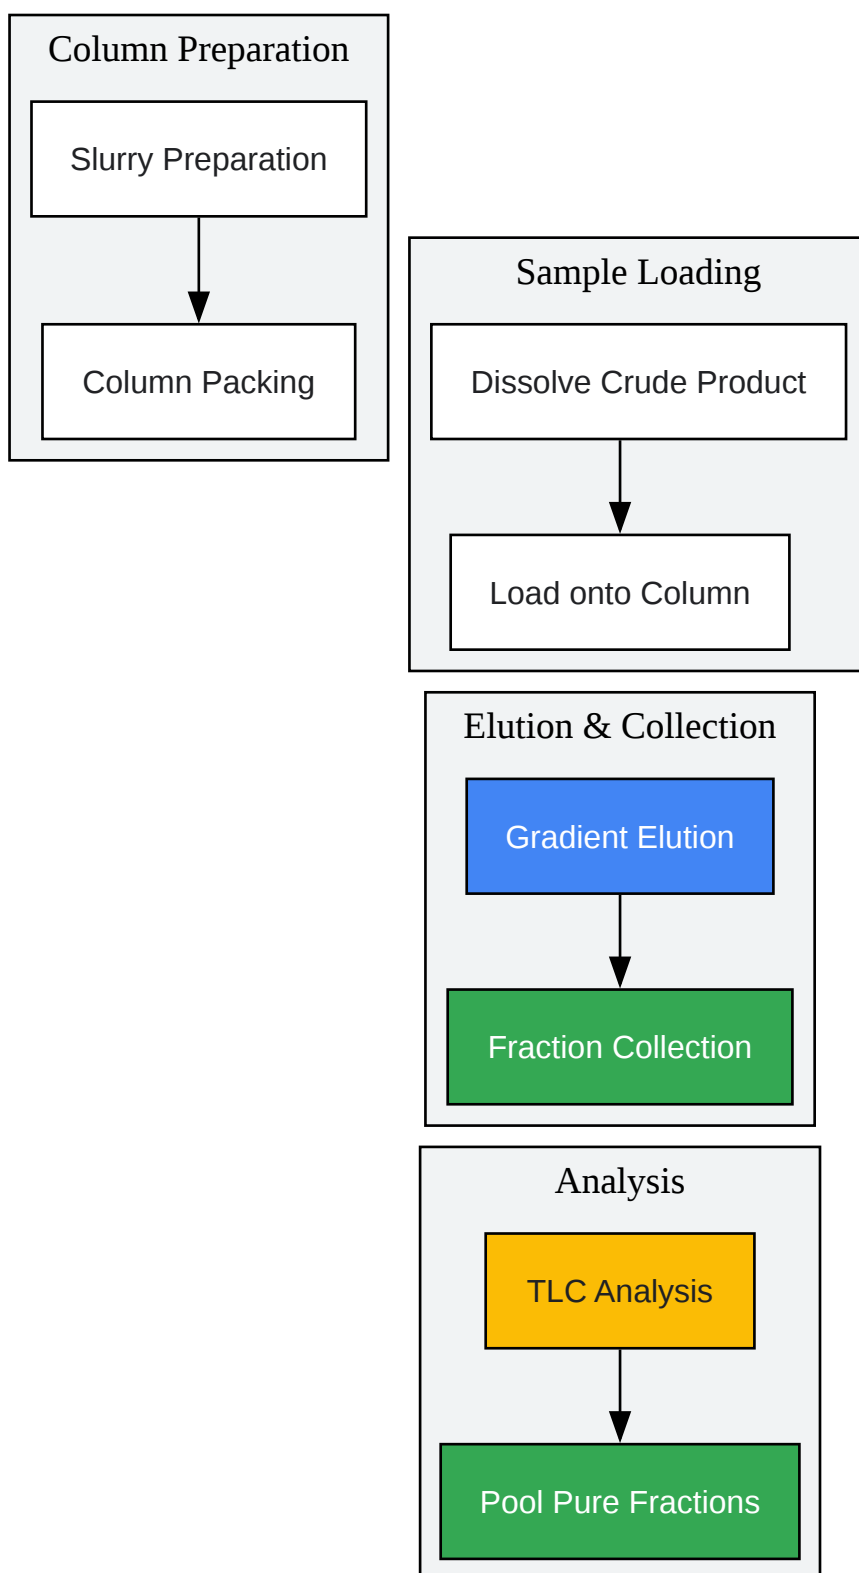 Column Preparation
Slurry Preparation
Column Packing
Sample Loading
Dissolve Crude Product
Load onto Column
Elution & Collection
Gradient Elution
Fraction Collection
Analysis
TLC Analysis
Pool Pure Fractions